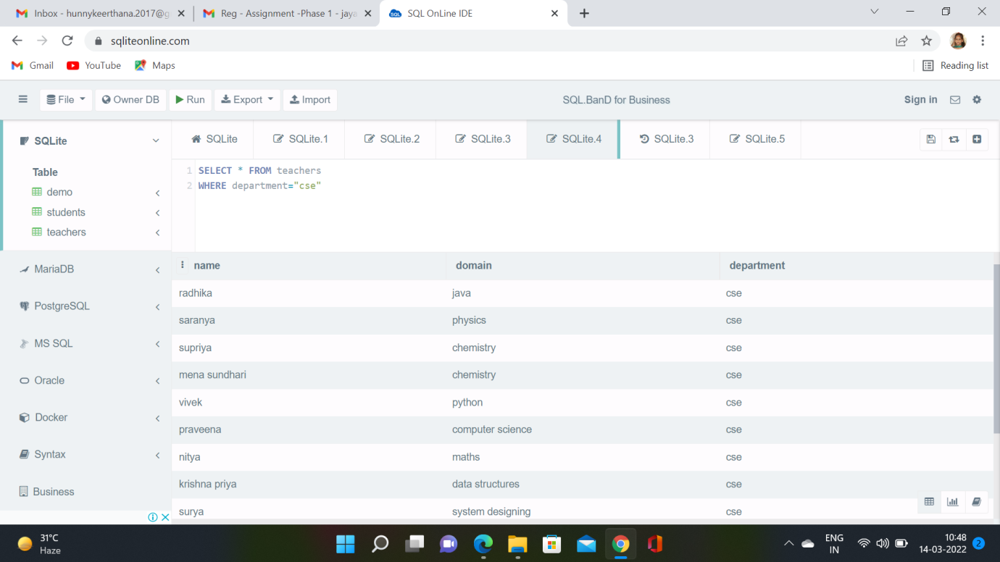 Inbox - hunnykeerthana.2017@g
Reg - Assignment -Phase 1 - jaya
SQL OnLine IDE
sqliteonline.com
Gmail YouTube Maps Reading list
File Owner DB Run Export Import SQL.BanD for Business Sign in
SQLite
SQLite SQLite.1 SQLite.2 SQLite.3 SQLite.4 SQLite.3 SQLite.5
Table
demo
students
teachers
MariaDB
PostgreSQL
MS SQL
Oracle
Docker
Syntax
Business
1 SELECT * FROM teachers
2 WHERE department="cse"
name domain department
radhika java cse
saranya physics cse
supriya chemistry cse
mena sundhari chemistry cse
vivek python cse
praveena computer science cse
nitya maths cse
krishna priya data structures cse
surya system designing cse
31°C
Haze
ENG
IN
10:48
14-03-2022
2